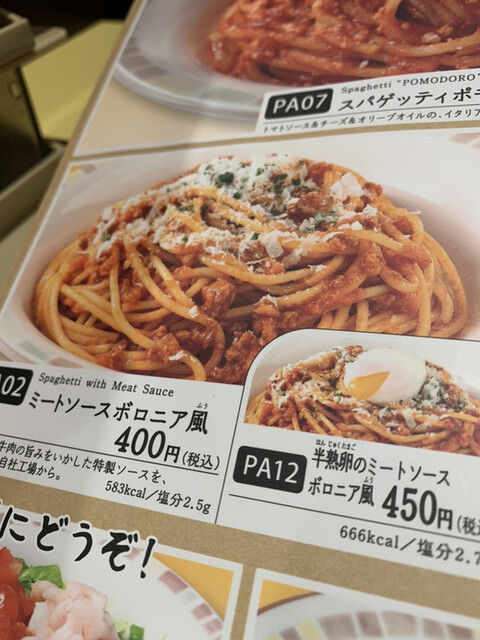 Spaghetti "POMODORO"
PA07 スパゲッティポモ
トマトソース&チーズ&オリーブオイルの、イタリア
Spaghetti with Meat Sauce
02 ミートソースボロニア風
ふう
400円(税込)
牛肉の旨みをいかした特製ソースを、
自社工場から。
583kcal/塩分2.5g
はんじゅくたまご
PA12 半熟卵のミートソース
ふう
ボロニア風 450円(税込
666kcal/塩分2.7
にどうぞ!